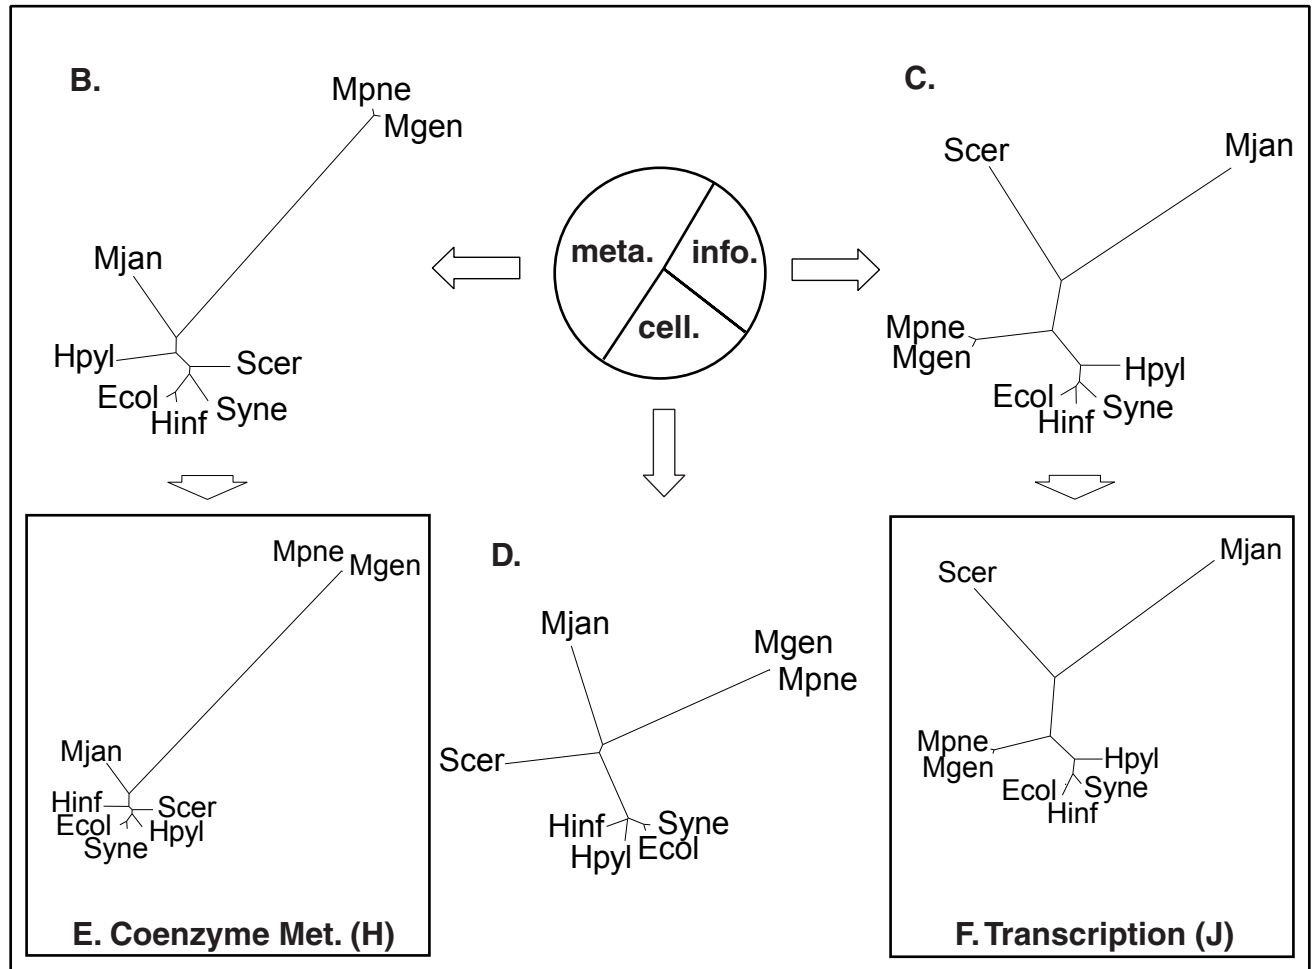 B.
Mpne
Mgen
Mjan
Hpyl
Scer
Ecol
Hinf
Syne
meta.
info.
cell.
C.
Scer
Mjan
Mpne
Mgen
Hpyl
Ecol
Hinf
Syne
Mpne
Mgen
Mjan
Hinf
Scer
Ecol
Hpyl
Syne
E. Coenzyme Met. (H)
D.
Mjan
Mgen
Mpne
Scer
Hinf
Syne
Hpyl
Ecol
Scer
Mjan
Mpne
Mgen
Hpyl
Ecol
Syne
Hinf
F. Transcription (J)